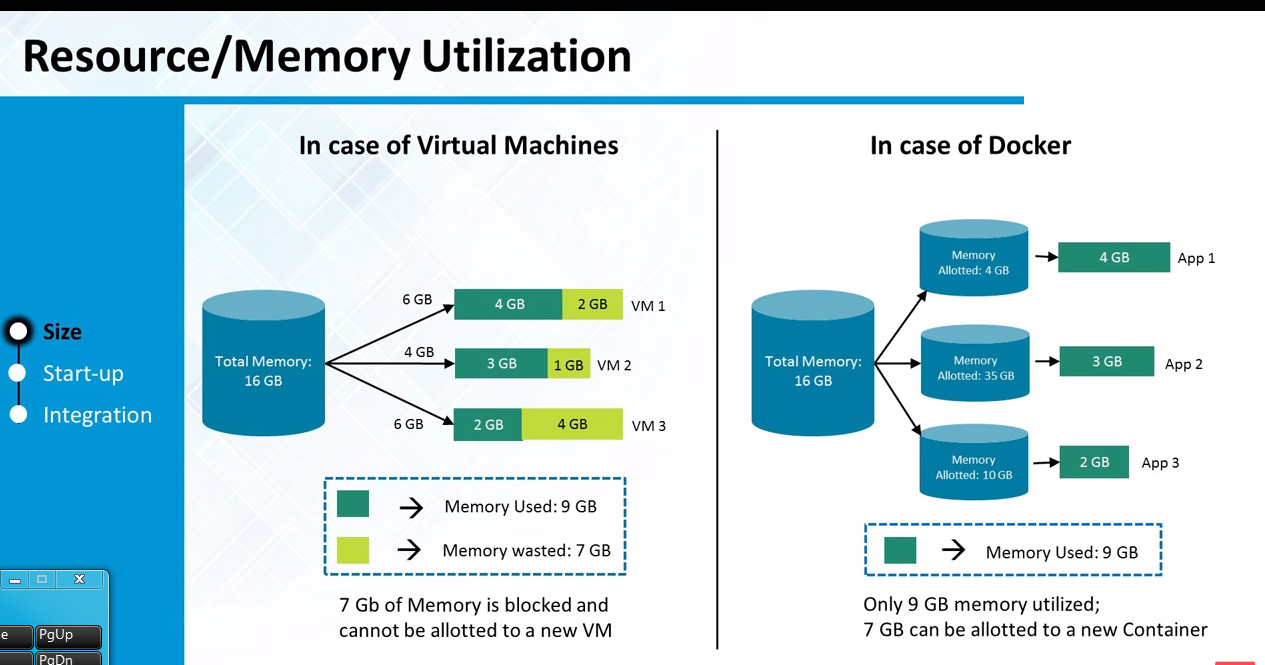 Resource/Memory Utilization
Size
Start-up
Integration
In case of Virtual Machines
Total Memory:
16 GB
6 GB
4 GB
2 GB
VM 1
4 GB
3 GB
1 GB
VM 2
6 GB
2 GB
4 GB
VM 3
Memory Used: 9 GB
Memory wasted: 7 GB
7 Gb of Memory is blocked and
cannot be allotted to a new VM
In case of Docker
Total Memory:
16 GB
Memory
Allotted: 4 GB
4 GB
App 1
Memory
Allotted: 35 GB
3 GB
App 2
Memory
Allotted: 10 GB
2 GB
App 3
Memory Used: 9 GB
Only 9 GB memory utilized;
7 GB can be allotted to a new Container
e
PgUp
PgDn